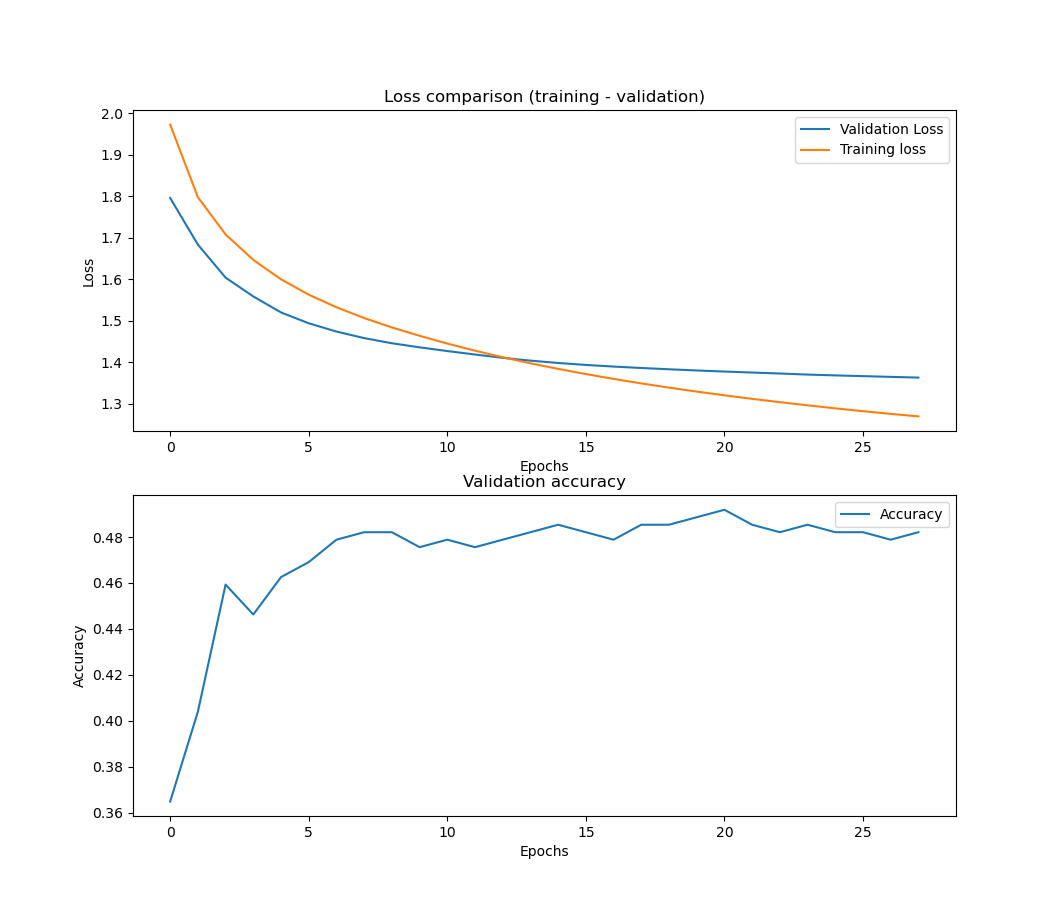 Loss comparison (training - validation)
2.0
1.9
1.8
1.7
1.6
1.5
1.4
1.3
Loss
Validation Loss
Training loss
0 5 10 15 20 25
Epochs
Validation accuracy
0.48
0.46
0.44
0.42
0.40
0.38
0.36
Accuracy
Accuracy
0 5 10 15 20 25
Epochs